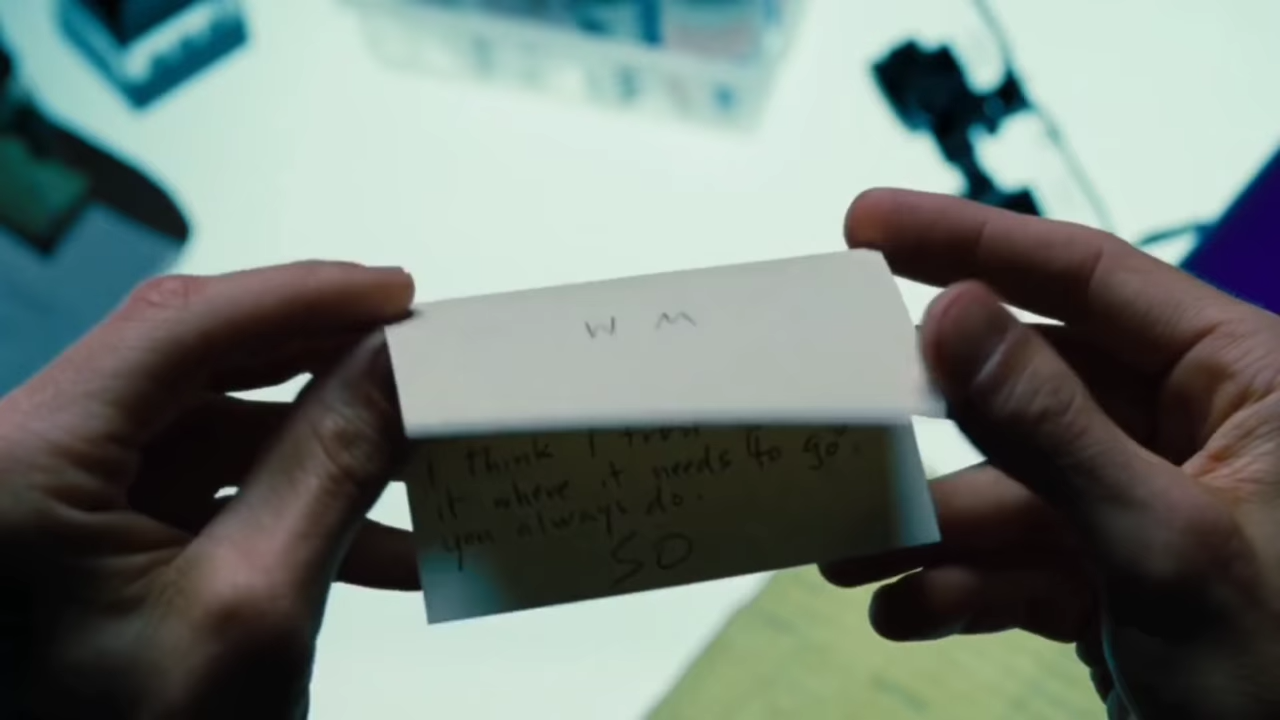 W M
I think I
it where it needs to go.
you always do.
SO